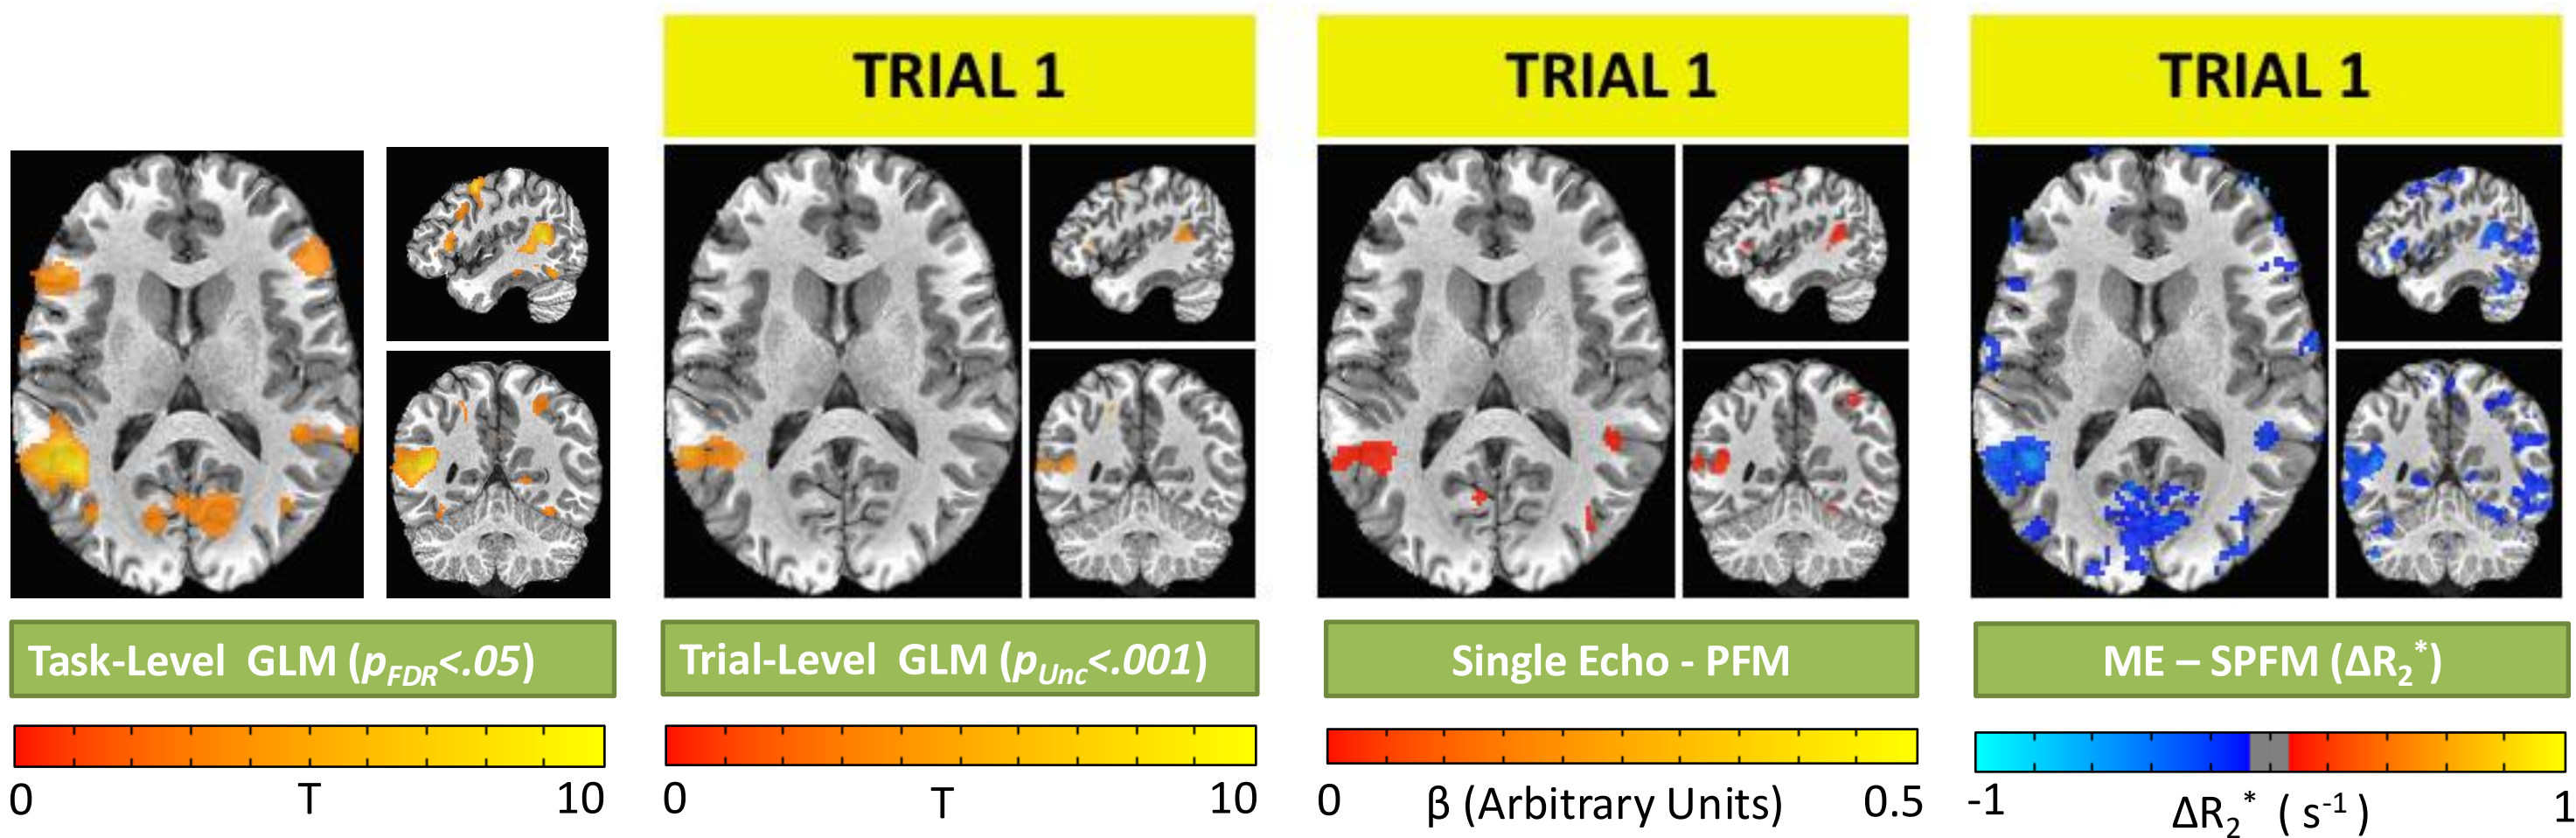 TRIAL 1
TRIAL 1
TRIAL 1
Task-Level GLM (pFDR<.05)
Trial-Level GLM (pUnc<.001)
Single Echo - PFM
ME – SPFM (ΔR2*)
0 T 10
0 T 10
0 β (Arbitrary Units) 0.5
-1 ΔR2* ( s-1 ) 1